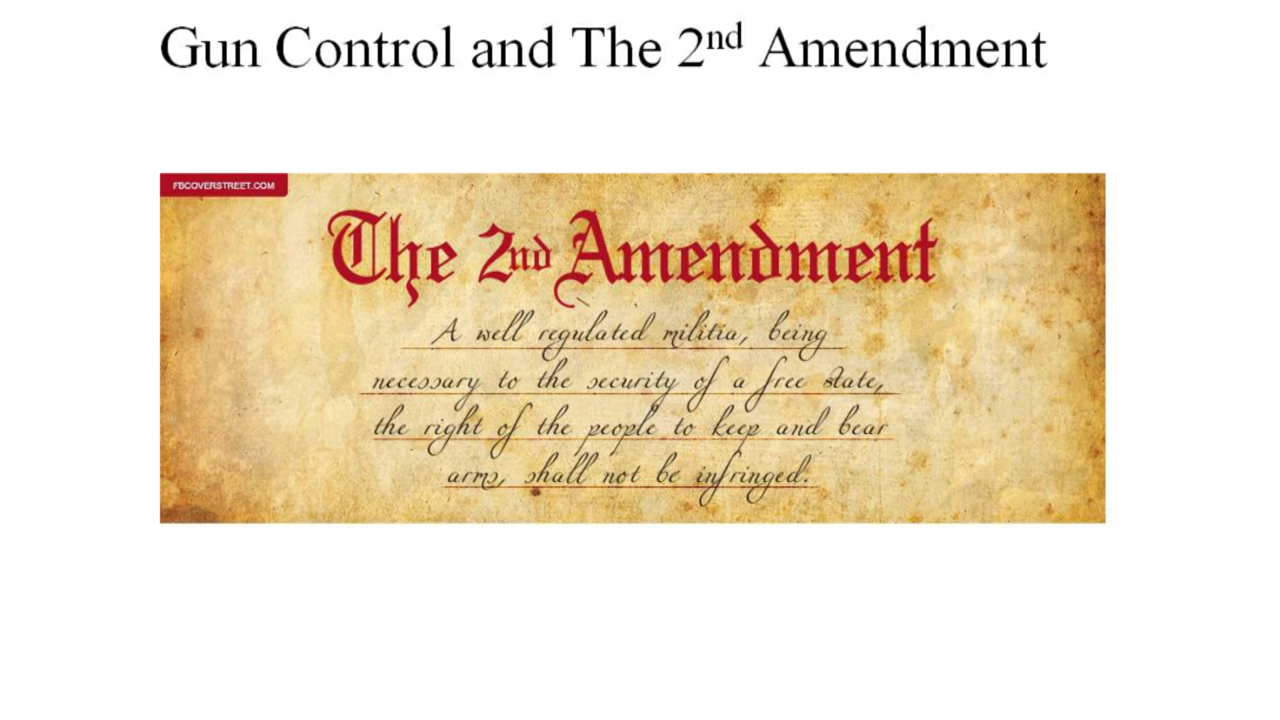 Gun Control and The 2nd Amendment
FBCOVERSTREET.COM
The 2nd Amendment
A well regulated militia, being
necessary to the security of a free state,
the right of the people to keep and bear
arms, shall not be infringed.